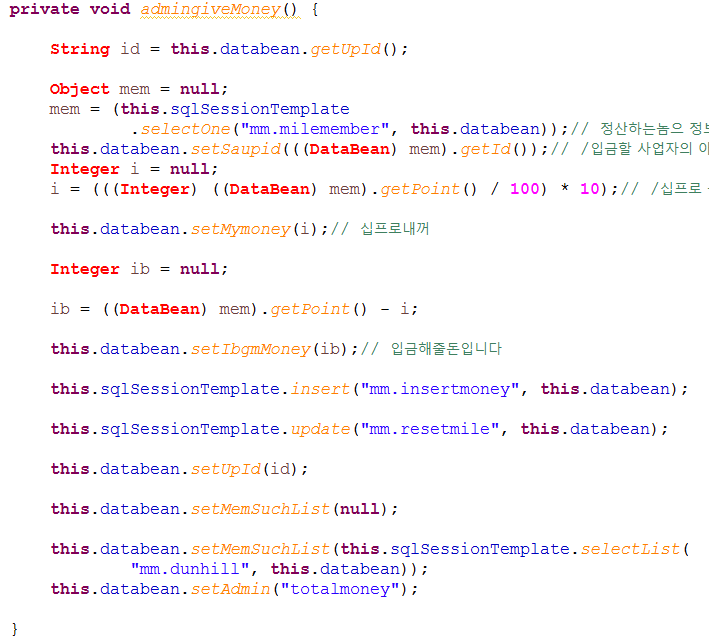 private void admingiveMoney() {
String id = this.databean.getUpId();
Object mem = null;
mem = (this.sqlSessionTemplate
.selectOne("mm.milemember", this.databean));// 정산하는놈으 정보
this.databean.setSaupid(((DataBean) mem).getId());// /입금할 사업자의 아
Integer i = null;
i = (((Integer) ((DataBean) mem).getPoint() / 100) * 10);// /십프로
this.databean.setMymoney(i);// 십프로내꺼
Integer ib = null;
ib = ((DataBean) mem).getPoint() - i;
this.databean.setIbgmMoney(ib);// 입금해줄돈입니다
this.sqlSessionTemplate.insert("mm.insertmoney", this.databean);
this.sqlSessionTemplate.update("mm.resetmile", this.databean);
this.databean.setUpId(id);
this.databean.setMemSuchList(null);
this.databean.setMemSuchList(this.sqlSessionTemplate.selectList(
"mm.dunhill", this.databean));
this.databean.setAdmin("totalmoney");
}